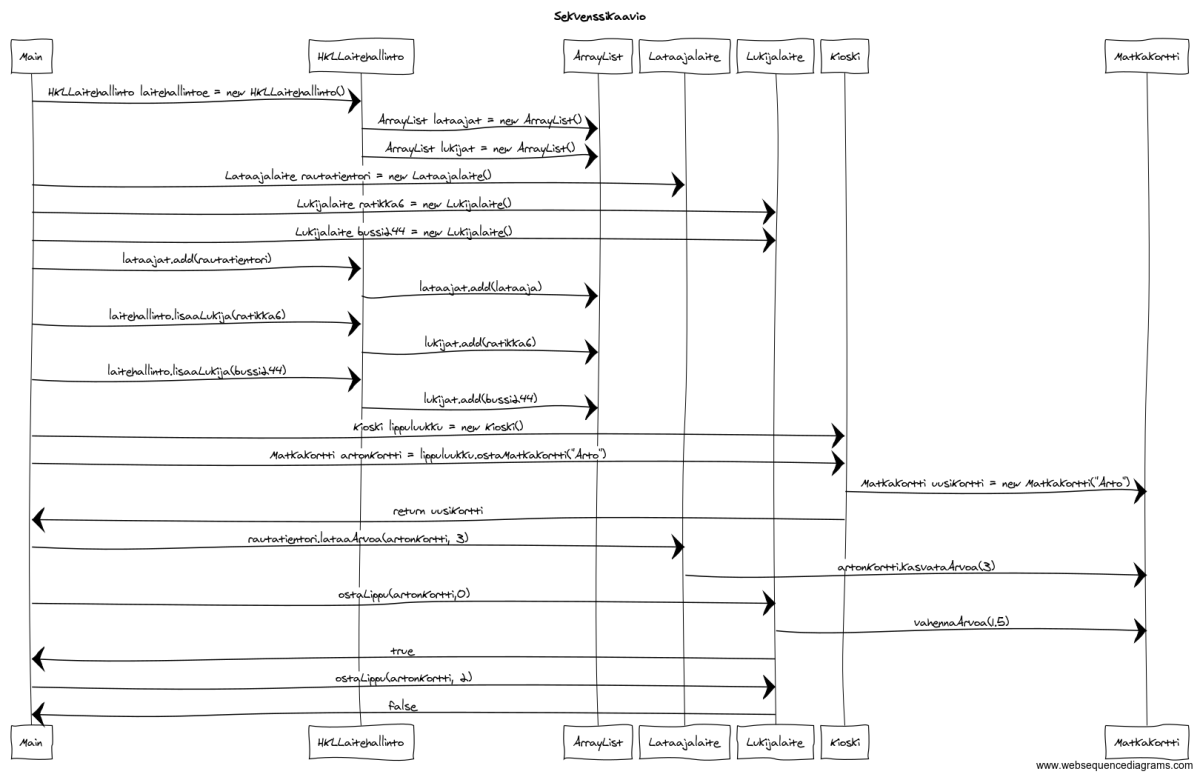 Sekvenssikaavio
Main HKLLaitehallinto ArrayList Lataajalaite Lukijalaite Kioski Matkakortti
HKLLaitehallinto laitehallintoe = new HKLLaitehallinto()
ArrayList lataajat = new ArrayList()
ArrayList lukijat = new ArrayList()
Lataajalaite rautatientori = new Lataajalaite()
Lukijalaite ratikka6 = new Lukijalaite()
Lukijalaite bussi244 = new Lukijalaite()
lataajat.add(rautatientori)
lataajat.add(lataaja)
laitehallinto.lisaaLukija(ratikka6)
lukijat.add(ratikka6)
laitehallinto.lisaaLukija(bussi244)
lukijat.add(bussi244)
Kioski lippuluukku = new Kioski()
Matkakortti artonKortti = lippuluukku.ostaMatkakortti("Arto")
Matkakortti uusiKortti = new Matkakortti("Arto")
return uusiKortti
rautatientori.lataaArvoa(artonKortti, 3)
artonKortti.kasvataArvoa(3)
ostaLippu(artonKortti,0)
vahennaArvoa(1.5)
true
ostaLippu(artonKortti, 2)
false
Main HKLLaitehallinto ArrayList Lataajalaite Lukijalaite Kioski Matkakortti
www.websequencediagrams.com